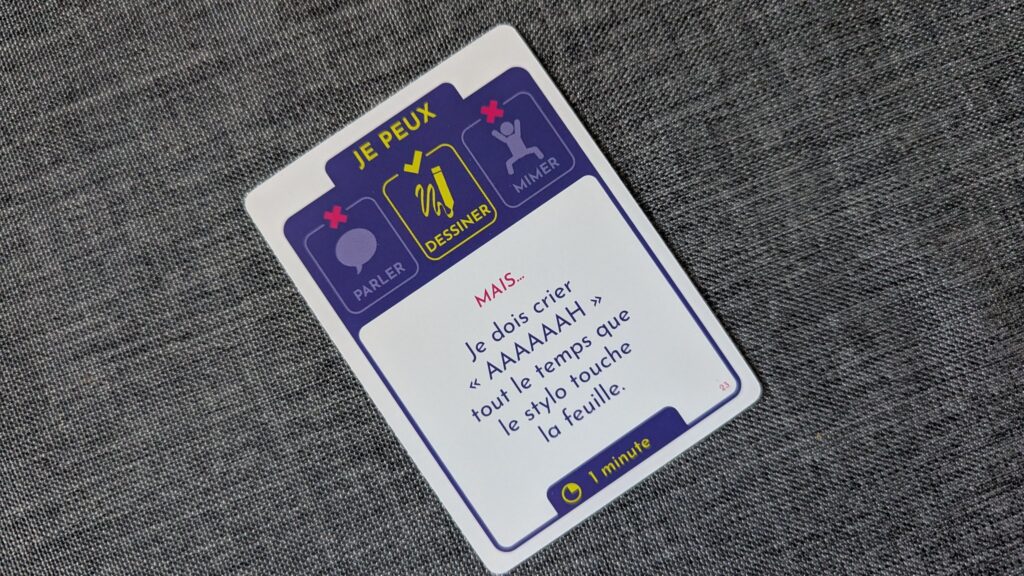 JE PEUX
PARLER
DESSINER
MIMER
MAIS...
Je dois crier
« AAAAAAH »
tout le temps que
le stylo touche
la feuille.
23
1 minute